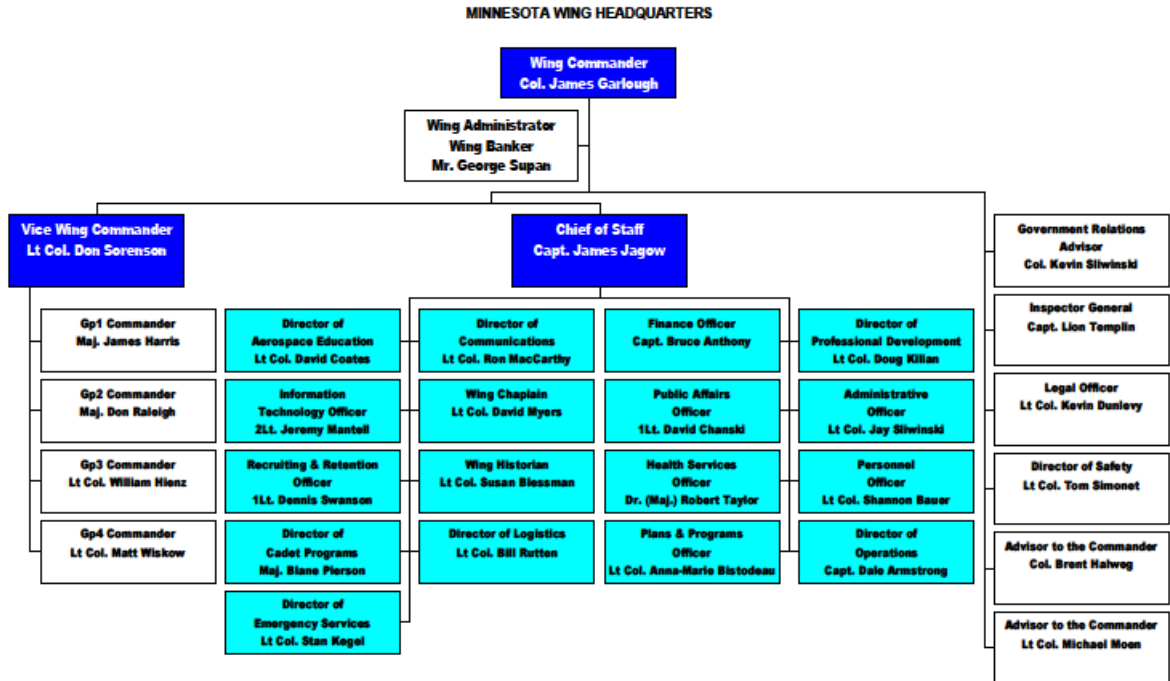 MINNESOTA WING HEADQUARTERS
Wing Commander
Col. James Garlough
Wing Administrator
Wing Banker
Mr. George Supan
Vice Wing Commander
Lt Col. Don Sorenson
Chief of Staff
Capt. James Jagow
Government Relations
Advisor
Col. Kevin Sliwinski
Gp1 Commander
Maj. James Harris
Director of
Aerospace Education
Lt Col. David Coates
Director of
Communications
Lt Col. Ron MacCarthy
Finance Officer
Capt. Bruce Anthony
Director of
Professional Development
Lt Col. Doug Kilian
Inspector General
Capt. Lion Templin
Gp2 Commander
Maj. Don Raleigh
Information
Technology Officer
2Lt. Jeremy Mantell
Wing Chaplain
Lt Col. David Myers
Public Affairs
Officer
1Lt. David Chanski
Administrative
Officer
Lt Col. Jay Sliwinski
Legal Officer
Lt Col. Kevin Dunlevy
Gp3 Commander
Lt Col. William Hienz
Recruiting & Retention
Officer
1Lt. Dennis Swanson
Wing Historian
Lt Col. Susan Blessman
Health Services
Officer
Dr. (Maj.) Robert Taylor
Personnel
Officer
Lt Col. Shannon Bauer
Director of Safety
Lt Col. Tom Simonet
Gp4 Commander
Lt Col. Matt Wiskow
Director of
Cadet Programs
Maj. Blane Pierson
Director of Logistics
Lt Col. Bill Rutten
Plans & Programs
Officer
Lt Col. Anna-Marie Bistodeau
Director of
Operations
Capt. Dale Armstrong
Advisor to the Commander
Col. Brent Halweg
Director of
Emergency Services
Lt Col. Stan Kegel
Advisor to the Commander
Lt Col. Michael Moen